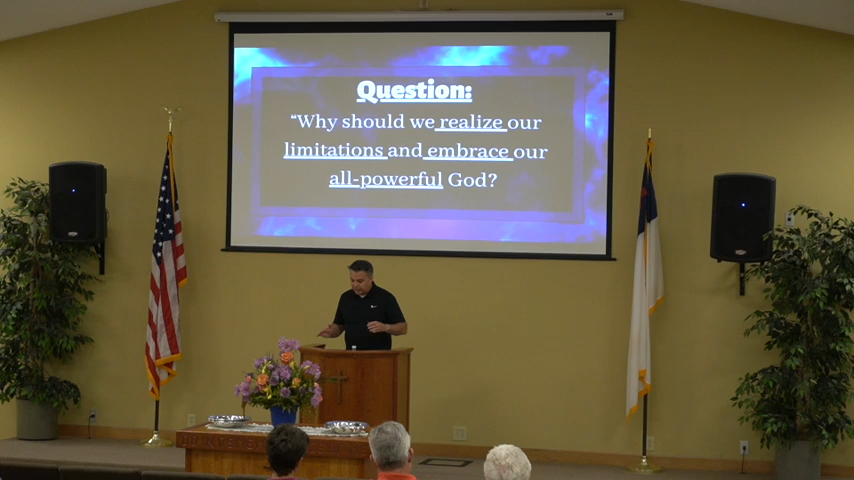 Question:
“Why should we realize our
limitations and embrace our
all-powerful God?